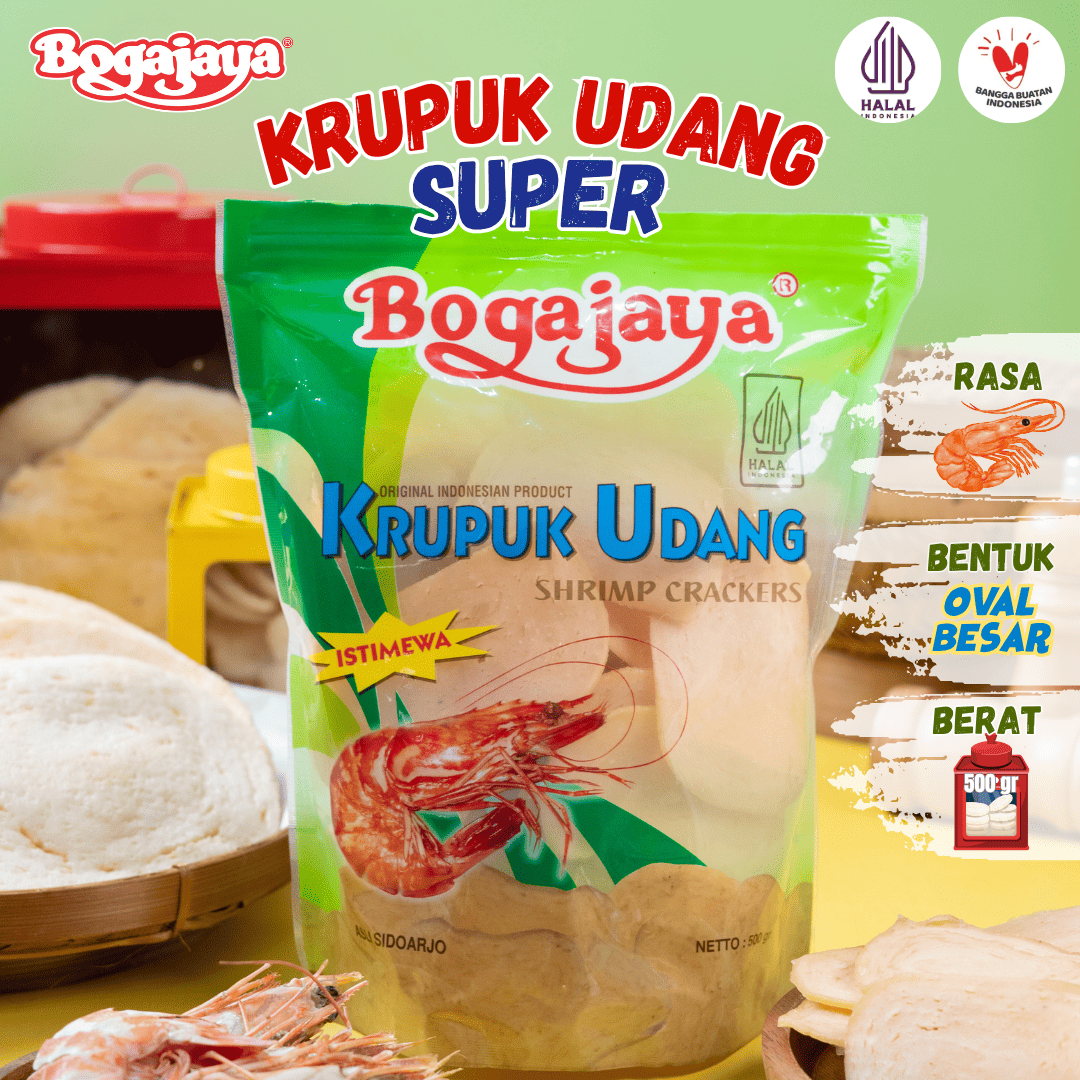 Bogajaya®
HALAL
INDONESIA
BANGGA BUATAN
INDONESIA
KRUPUK UDANG
SUPER
Bogajaya®
HALAL
INDONESIA
ORIGINAL INDONESIAN PRODUCT
KRUPUK UDANG
SHRIMP CRACKERS
ISTIMEWA
SIDOARJO
NETTO : 500 gr
RASA
BENTUK
OVAL
BESAR
BERAT
500 gr